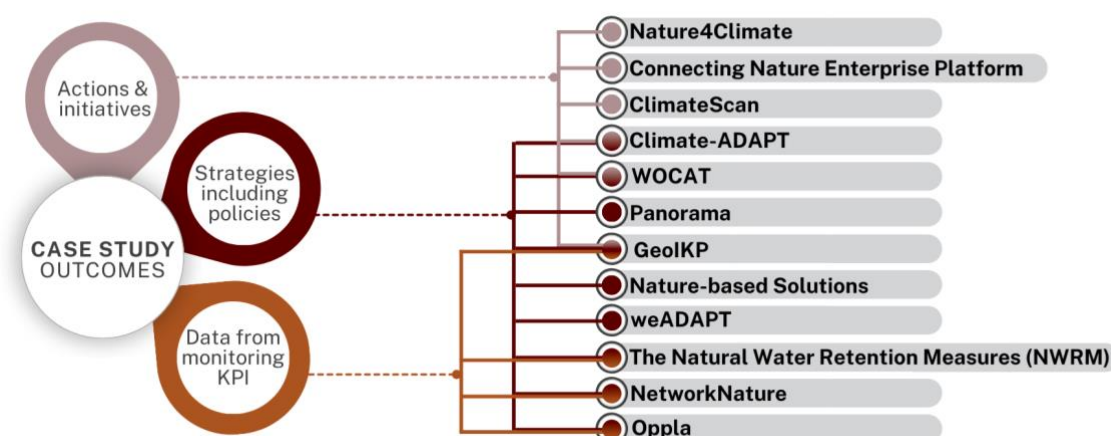 Actions &
initiatives
Strategies
including
policies
CASE STUDY
OUTCOMES
Data from
monitoring
KPI
Nature4Climate
Connecting Nature Enterprise Platform
ClimateScan
Climate-ADAPT
WOCAT
Panorama
GeoIKP
Nature-based Solutions
weADAPT
The Natural Water Retention Measures (NWRM)
NetworkNature
Oppla